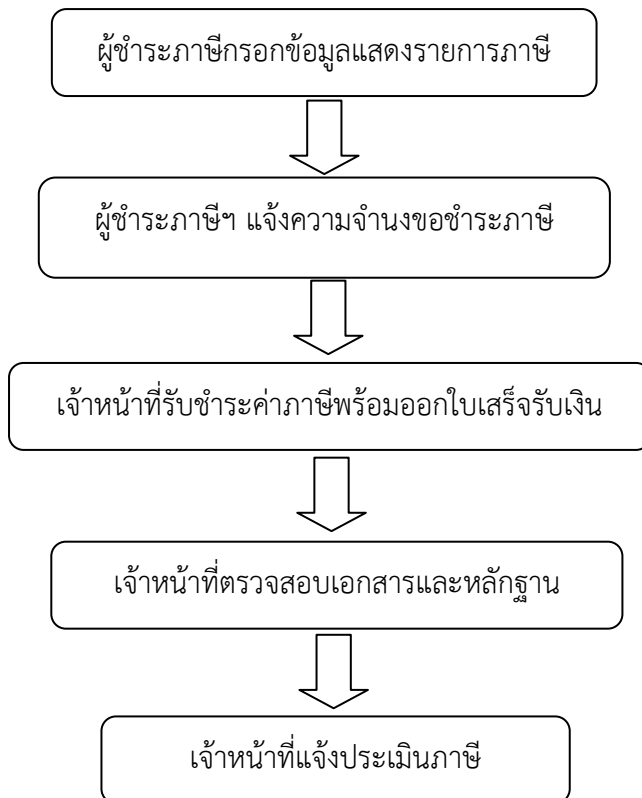 ผู้ชำระภาษีกรอกข้อมูลแสดงรายการภาษี
ผู้ชำระภาษีฯ แจ้งความจำนงขอชำระภาษี
เจ้าหน้าที่รับชำระค่าภาษีพร้อมออกใบเสร็จรับเงิน
เจ้าหน้าที่ตรวจสอบเอกสารและหลักฐาน
เจ้าหน้าที่แจ้งประเมินภาษี